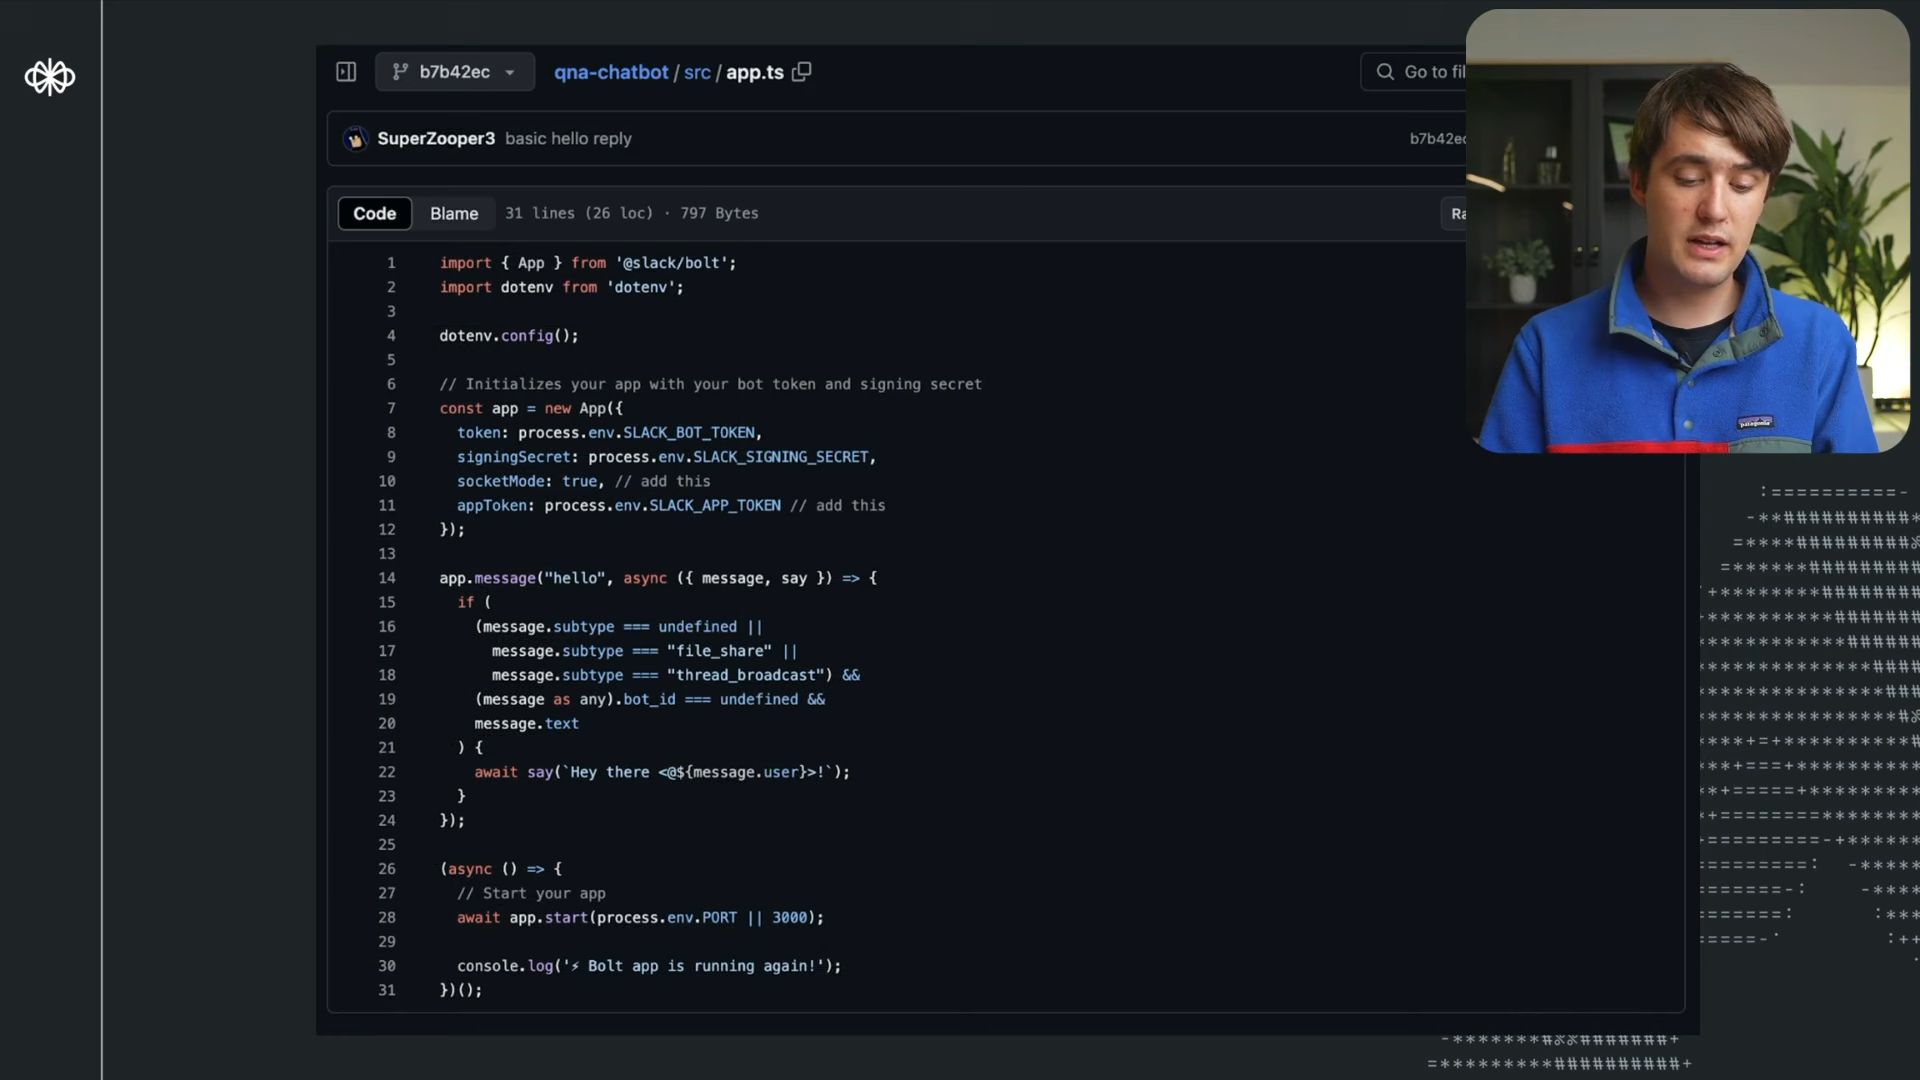 b7b42ec
qna-chatbot / src / app.ts
Go to fil
SuperZooper3 basic hello reply
b7b42ec
Code Blame 31 lines (26 loc) · 797 Bytes
Ra
1 import { App } from '@slack/bolt';
2 import dotenv from 'dotenv';
3
4 dotenv.config();
5
6 // Initializes your app with your bot token and signing secret
7 const app = new App({
8 token: process.env.SLACK_BOT_TOKEN,
9 signingSecret: process.env.SLACK_SIGNING_SECRET,
10 socketMode: true, // add this
11 appToken: process.env.SLACK_APP_TOKEN // add this
12 });
13
14 app.message("hello", async ({ message, say }) => {
15 if (
16 (message.subtype === undefined ||
17 message.subtype === "file_share" ||
18 message.subtype === "thread_broadcast") &&
19 (message as any).bot_id === undefined &&
20 message.text
21 ) {
22 await say(`Hey there <@${message.user}>!`);
23 }
24 });
25
26 (async () => {
27 // Start your app
28 await app.start(process.env.PORT || 3000);
29
30 console.log('⚡ Bolt app is running again!');
31 })();
patagonia